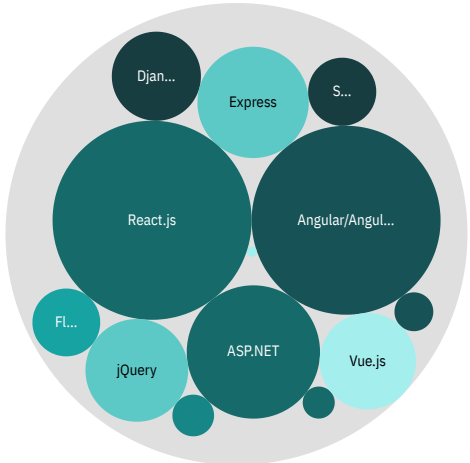 Djan...
Express
S...
React.js
Angular/Angul...
Fl...
jQuery
ASP.NET
Vue.js